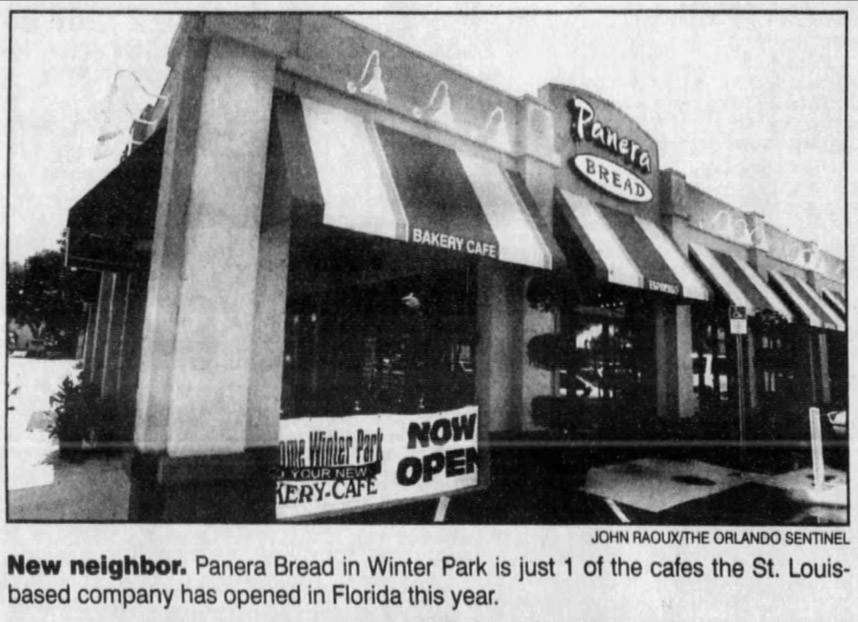 Panera
BREAD
BAKERY CAFE
ESPRESSO
ome Winter Park
O YOUR NEW
KERY-CAFE
NOW
OPEN
JOHN RAOUX/THE ORLANDO SENTINEL
New neighbor. Panera Bread in Winter Park is just 1 of the cafes the St. Louis-
based company has opened in Florida this year.